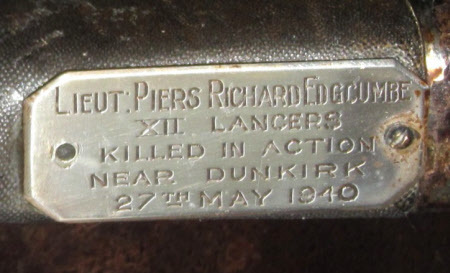 LIEUT. PIERS RICHARD EDGCUMBE
XII LANCERS
KILLED IN ACTION
NEAR DUNKIRK
27TH MAY 1940